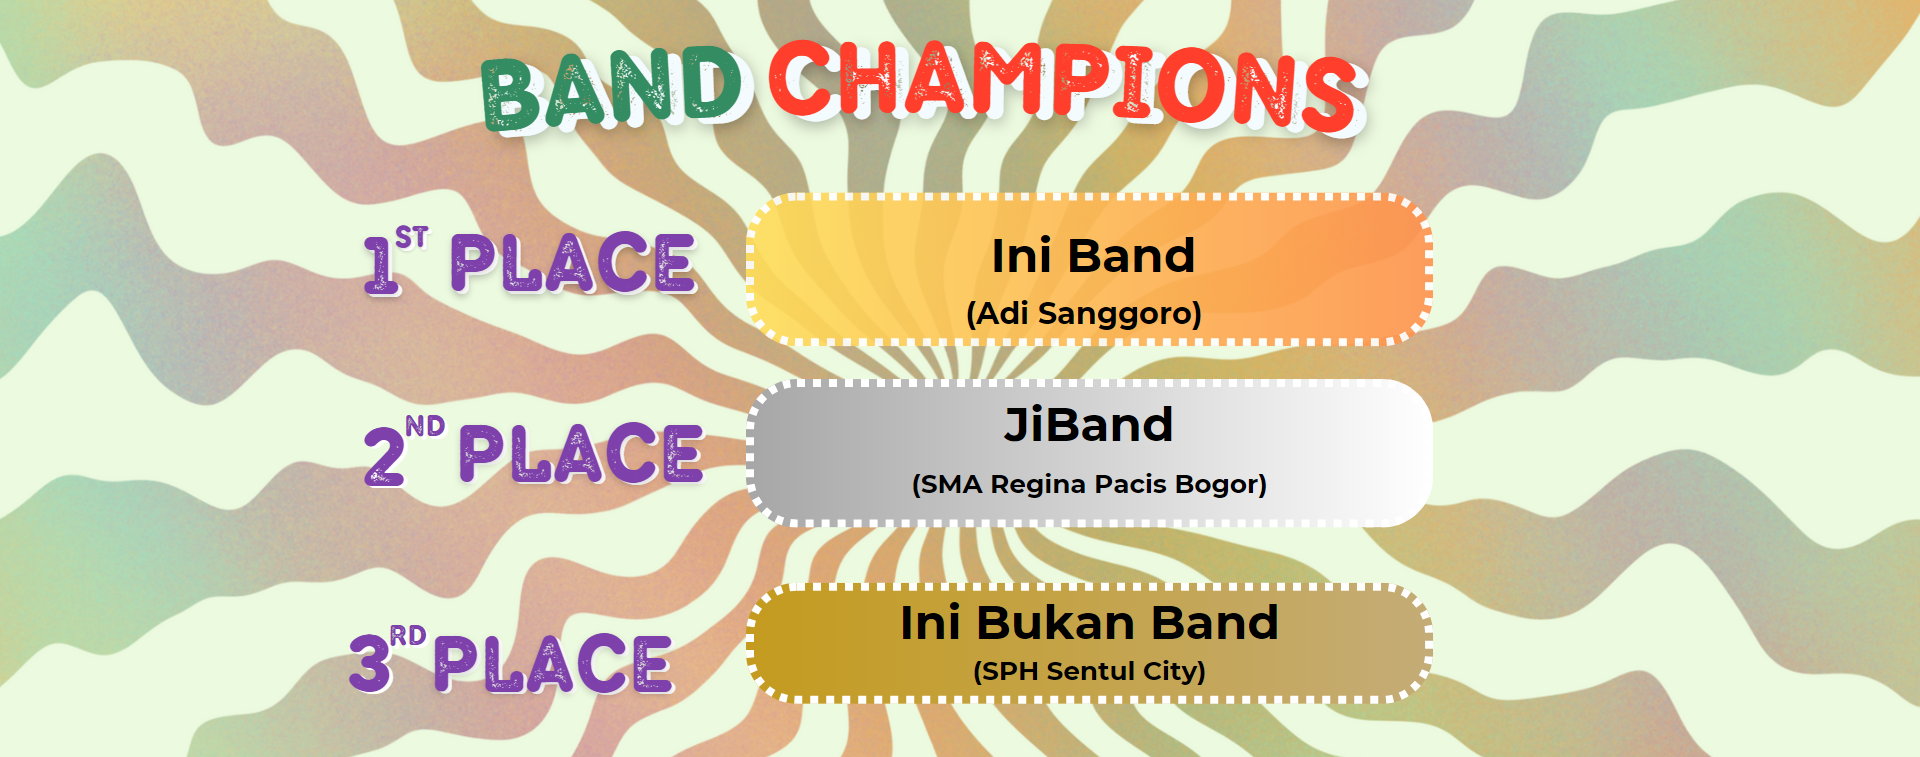 BAND CHAMPIONS
1ST PLACE
Ini Band
(Adi Sanggoro)
2ND PLACE
JiBand
(SMA Regina Pacis Bogor)
3RD PLACE
Ini Bukan Band
(SPH Sentul City)